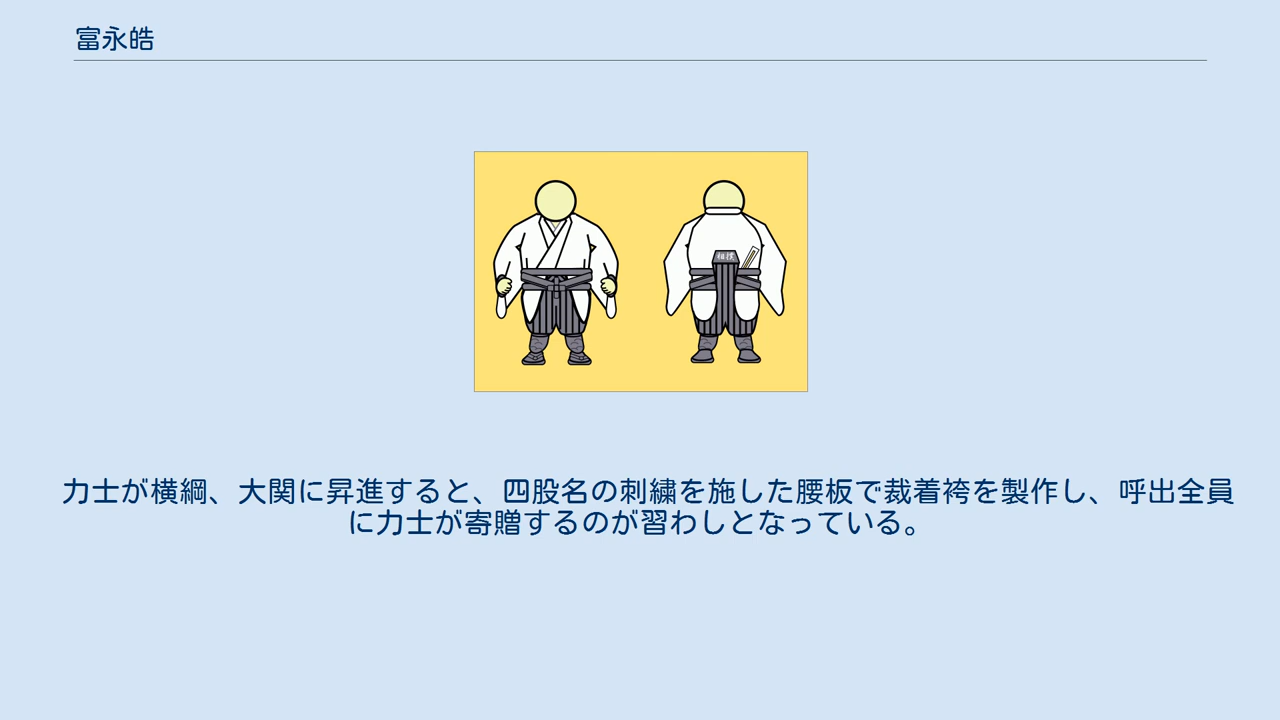 富永皓
相撲
力士が横綱、大関に昇進すると、四股名の刺繍を施した腰板で裁着袴を製作し、呼出全員
に力士が寄贈するのが習わしとなっている。